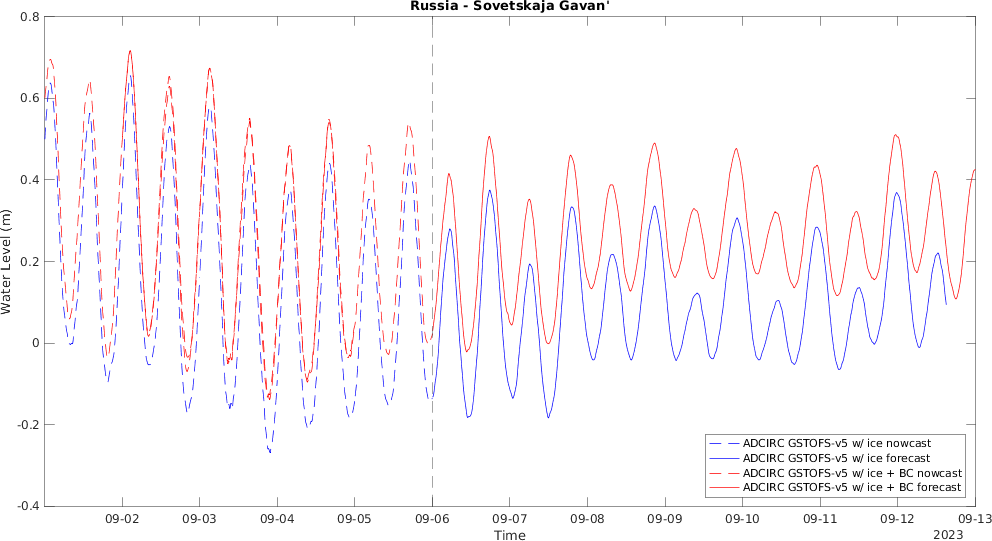 Russia - Sovetskaja Gavan'
0.8
0.6
0.4
0.2
0
-0.2
-0.4
Water Level (m)
ADCIRC GSTOFS-v5 w/ ice nowcast
ADCIRC GSTOFS-v5 w/ ice forecast
ADCIRC GSTOFS-v5 w/ ice + BC nowcast
ADCIRC GSTOFS-v5 w/ ice + BC forecast
09-02 09-03 09-04 09-05 09-06 09-07 09-08 09-09 09-10 09-11 09-12 09-13
Time
2023